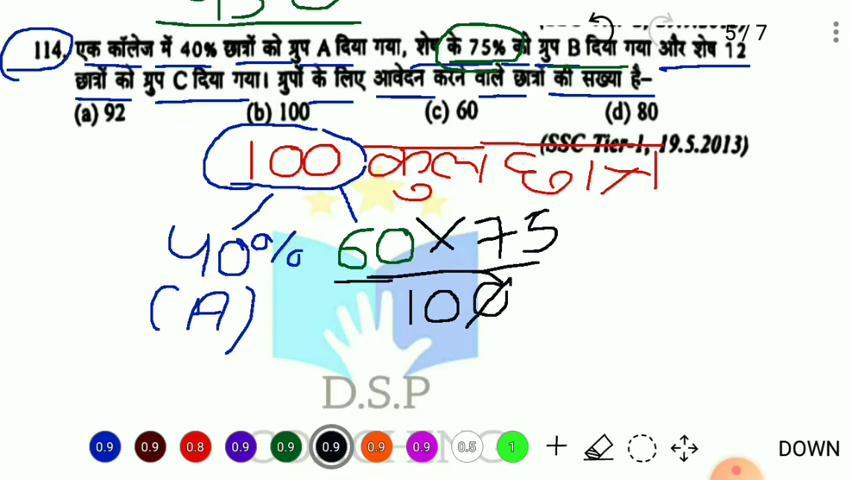 5 / 7
114. एक कॉलेज में 40% छात्रों को ग्रुप A दिया गया, शेष के 75% को ग्रुप B दिया गया और शेष 12
छात्रों को ग्रुप C दिया गया। ग्रुपों के लिए आवेदन करने वाले छात्रों की सख्या है–
(a) 92 (b) 100 (c) 60 (d) 80
(SSC Tier-I, 19.5.2013)
100 कुल छात्र
40% 60 × 75
(A) 100
D.S.P
0.9 0.9 0.8 0.9 0.9 0.9 0.9 0.9 0.5 1 DOWN